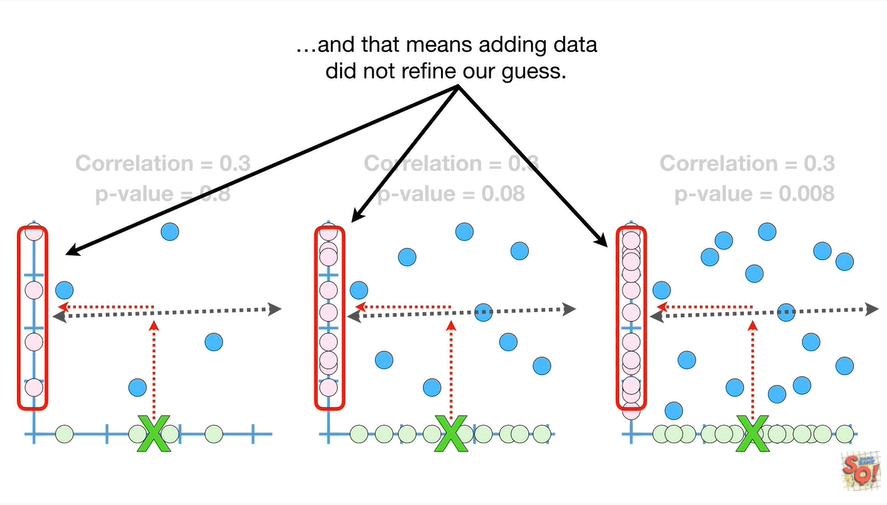 …and that means adding data
did not refine our guess.
Correlation = 0.3
p-value = 0.8
Correlation = 0.3
p-value = 0.08
Correlation = 0.3
p-value = 0.008
X
X
X
SQ!